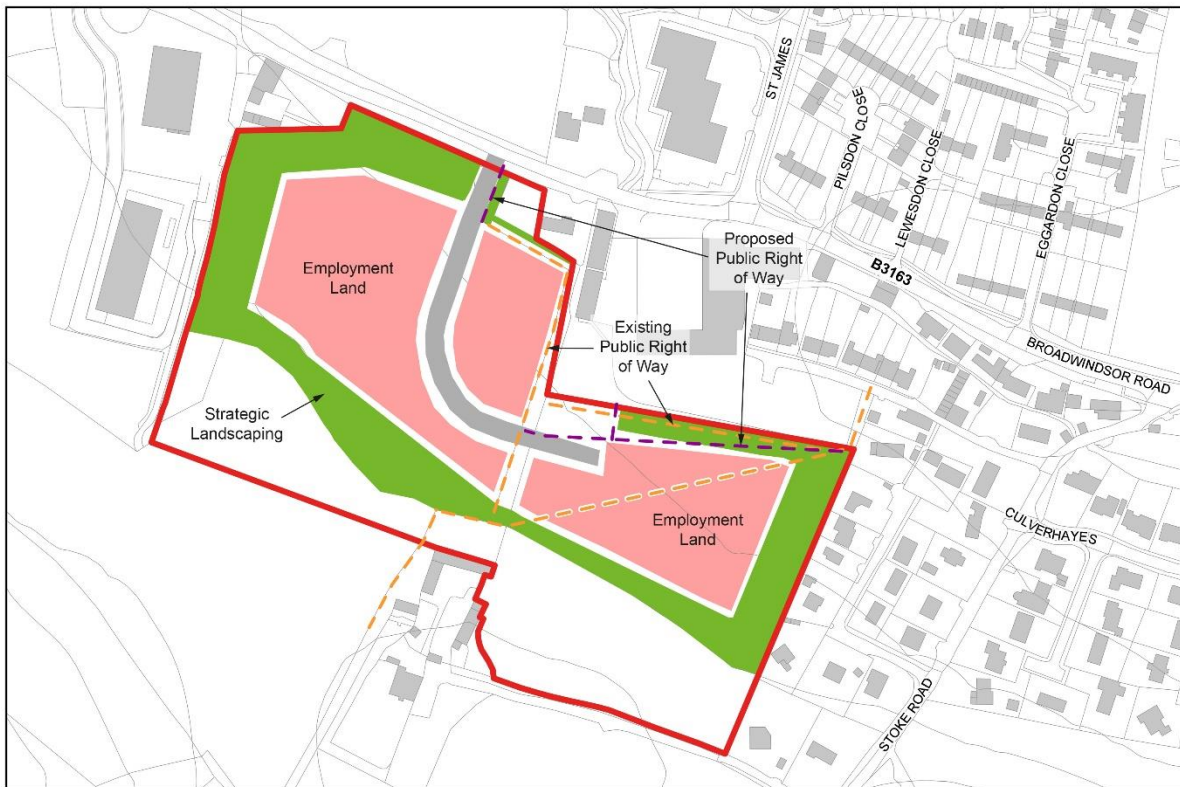 ST JAMES
PILSDON CLOSE
LEWESDON CLOSE
EGGARDON CLOSE
Proposed
Public Right
of Way
B3163
Employment
Land
Existing
Public Right
of Way
BROADWINDSOR ROAD
Strategic
Landscaping
Employment
Land
CULVERHAYES
STOKE ROAD